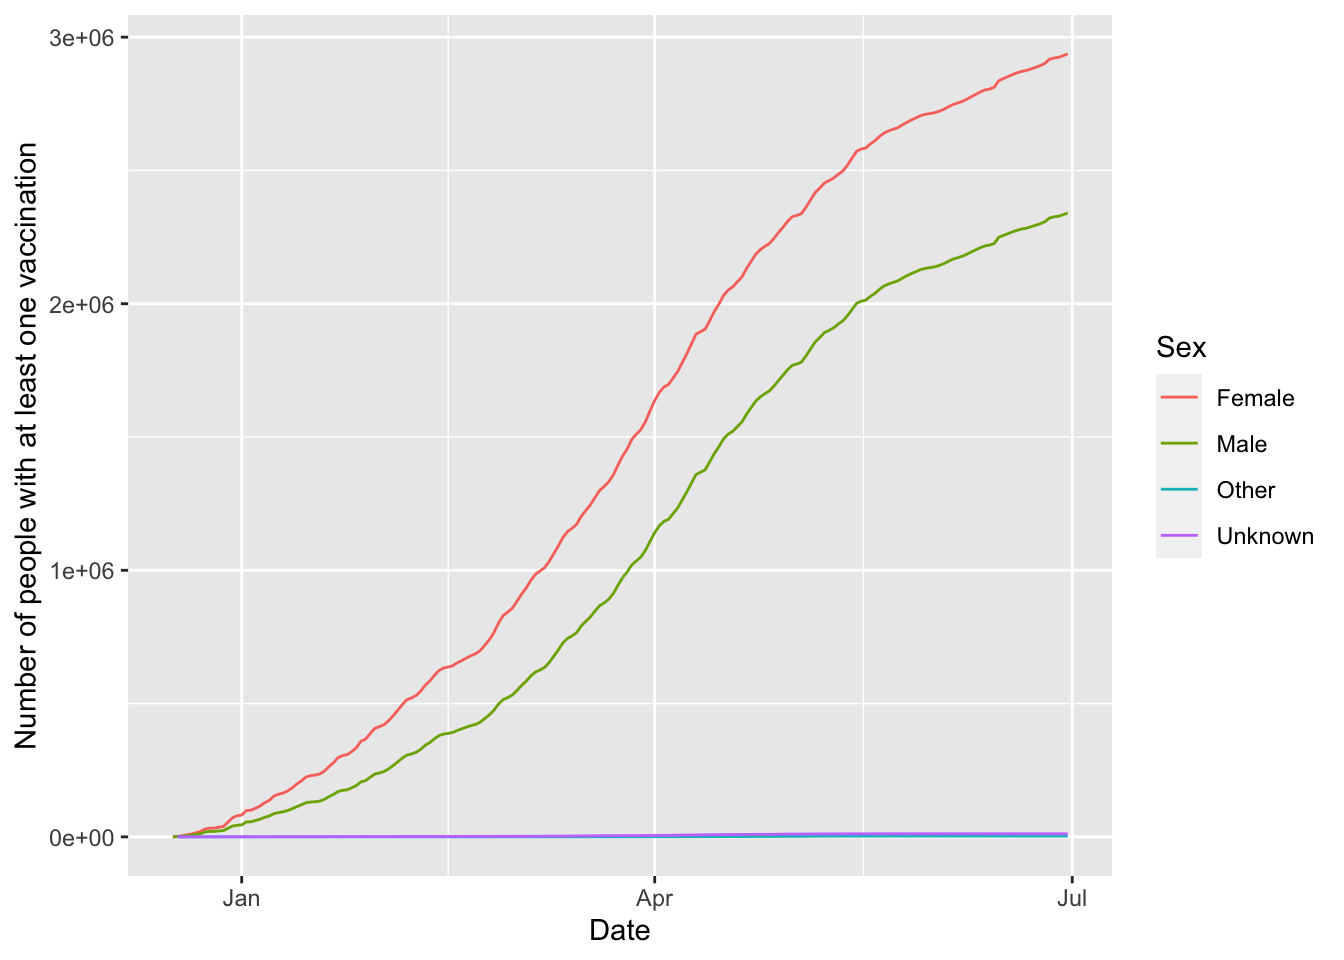 3e+06
2e+06
1e+06
0e+00
Number of people with at least one vaccination
Jan
Apr
Jul
Date
Sex
Female
Male
Other
Unknown